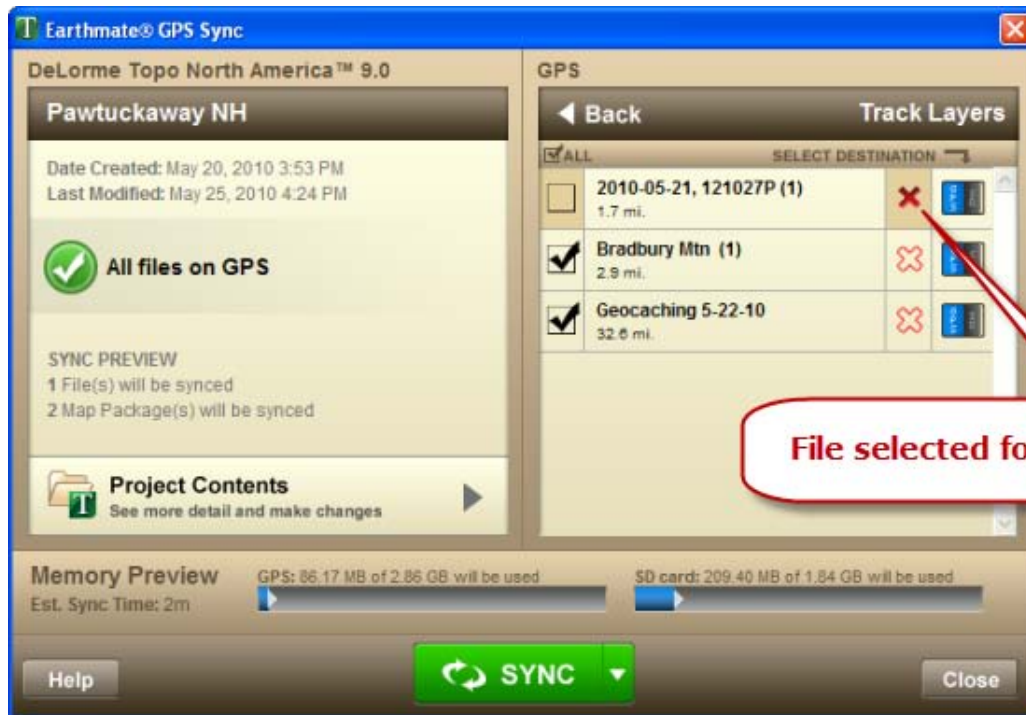 Earthmate® GPS Sync
DeLorme Topo North America™ 9.0
Pawtuckaway NH
Date Created: May 20, 2010 3:53 PM
Last Modified: May 25, 2010 4:24 PM
All files on GPS
SYNC PREVIEW
1 File(s) will be synced
2 Map Package(s) will be synced
Project Contents
See more detail and make changes
GPS
Back
Track Layers
ALL
SELECT DESTINATION
2010-05-21, 121027P (1)
1.7 mi.
Bradbury Mtn (1)
2.9 mi.
Geocaching 5-22-10
32.6 mi.
File selected fo
Memory Preview
Est. Sync Time: 2m
GPS: 86.17 MB of 2.86 GB will be used
SD card: 209.40 MB of 1.84 GB will be used
Help
SYNC
Close